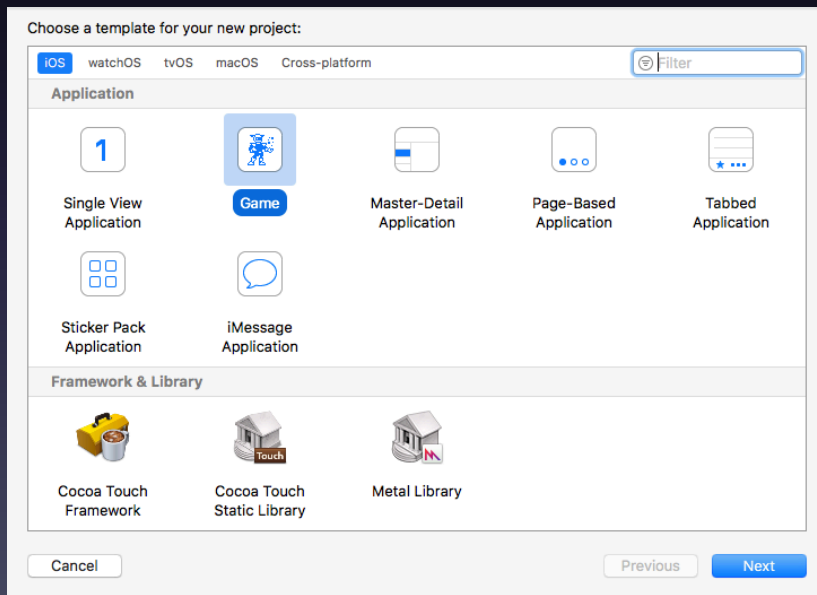 Choose a template for your new project:
iOS watchOS tvOS macOS Cross-platform Filter
Application
1
Single View Application
Game
Master-Detail Application
Page-Based Application
Tabbed Application
Sticker Pack Application
iMessage Application
Framework & Library
Touch
Cocoa Touch Framework
Cocoa Touch Static Library
Metal Library
Cancel Previous Next